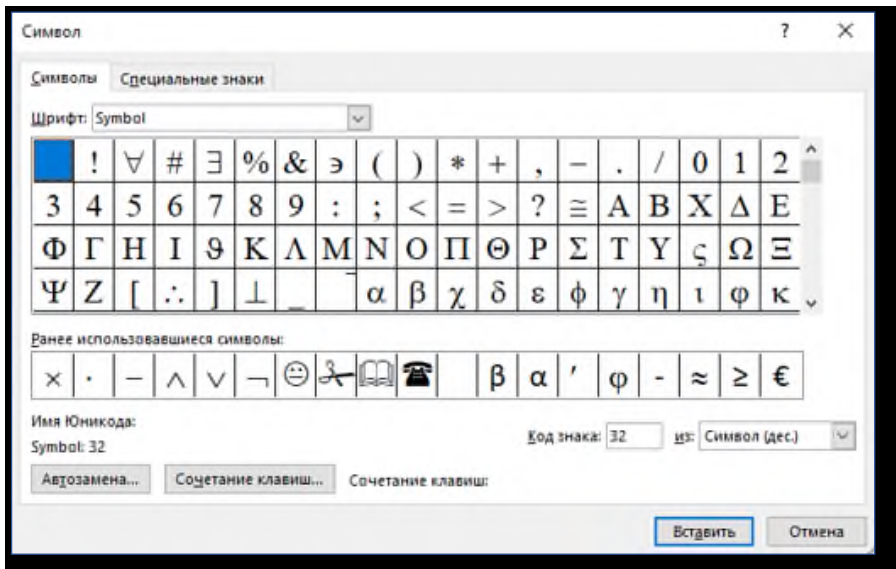 Символ ? ×
Символы Специальные знаки
Шрифт: Symbol
! ∀ # ∃ % & ϶ ( ) * + , − . / 0 1 2
3 4 5 6 7 8 9 : ; < = > ? ≅ Α Β Χ Δ Ε
Φ Γ Η Ι ϑ Κ Λ Μ Ν Ο Π Θ Ρ Σ Τ Υ ς Ω Ξ
Ψ Ζ [ ∴ ] ⊥ _ ‾ α β χ δ ε ϕ γ η ι φ κ
Ранее использовавшиеся символы:
× · − ∧ ∨ ¬ 😐 ✁ 🕮 ☎ β α ′ φ - ≈ ≥ €
Имя Юникода:
Symbol: 32
Код знака: 32 из: Символ (дес.)
Автозамена... Сочетание клавиш... Сочетание клавиш:
Вставить Отмена